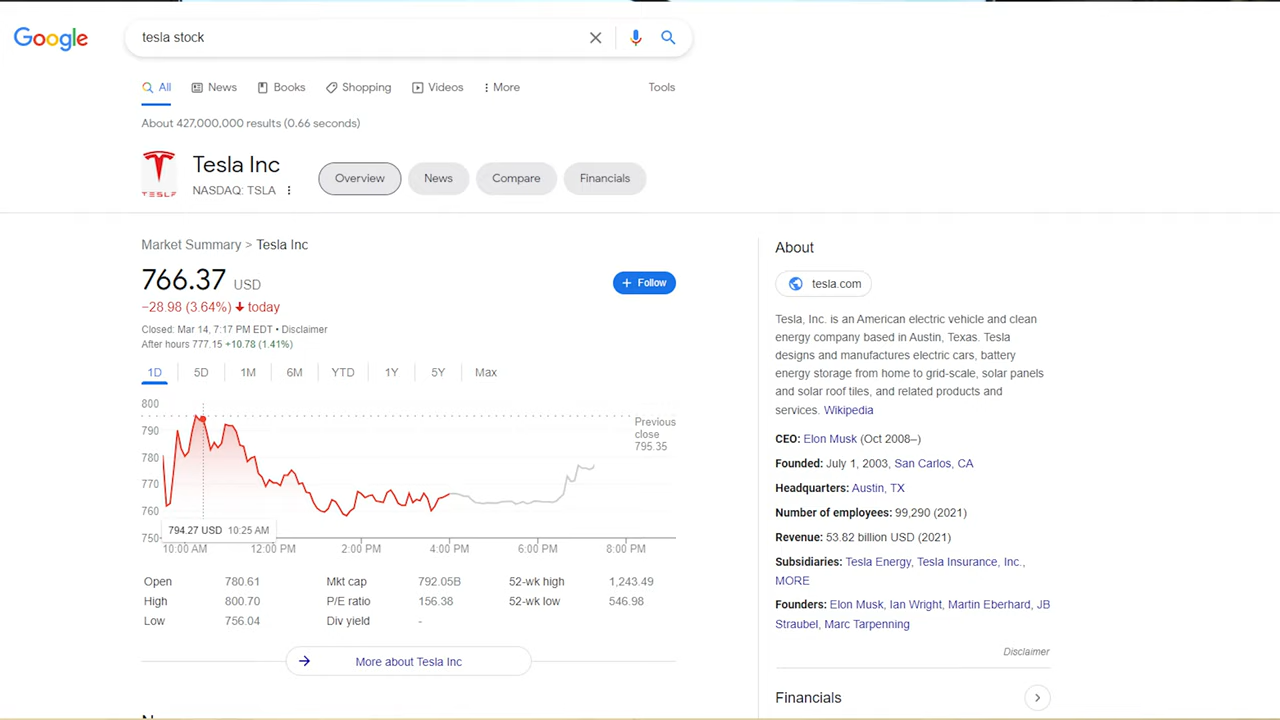 Google
tesla stock
All News Books Shopping Videos More Tools
About 427,000,000 results (0.66 seconds)
TESLA
Tesla Inc
NASDAQ: TSLA
Overview News Compare Financials
Market Summary > Tesla Inc
766.37 USD
+ Follow
−28.98 (3.64%) today
Closed: Mar 14, 7:17 PM EDT • Disclaimer
After hours 777.15 +10.78 (1.41%)
1D 5D 1M 6M YTD 1Y 5Y Max
800
790
780
770
760
750
Previous
close
795.35
794.27 USD 10:25 AM
10:00 AM 12:00 PM 2:00 PM 4:00 PM 6:00 PM 8:00 PM
Open 780.61 Mkt cap 792.05B 52-wk high 1,243.49
High 800.70 P/E ratio 156.38 52-wk low 546.98
Low 756.04 Div yield -
More about Tesla Inc
About
tesla.com
Tesla, Inc. is an American electric vehicle and clean
energy company based in Austin, Texas. Tesla
designs and manufactures electric cars, battery
energy storage from home to grid-scale, solar panels
and solar roof tiles, and related products and
services. Wikipedia
CEO: Elon Musk (Oct 2008–)
Founded: July 1, 2003, San Carlos, CA
Headquarters: Austin, TX
Number of employees: 99,290 (2021)
Revenue: 53.82 billion USD (2021)
Subsidiaries: Tesla Energy, Tesla Insurance, Inc.,
MORE
Founders: Elon Musk, Ian Wright, Martin Eberhard, JB
Straubel, Marc Tarpenning
Disclaimer
Financials